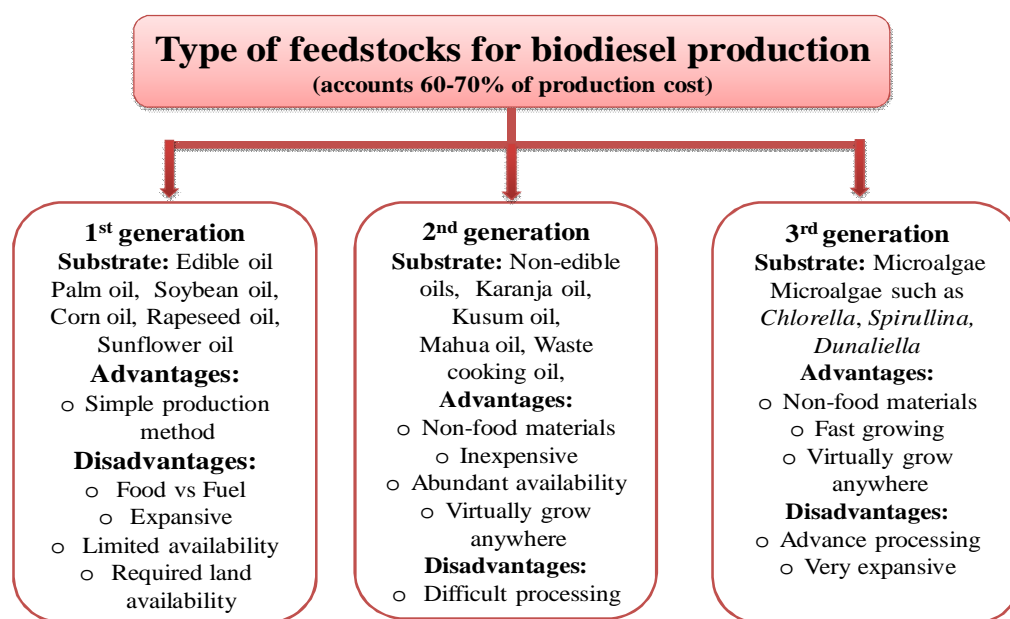 Type of feedstocks for biodiesel production
(accounts 60-70% of production cost)
1st generation
Substrate: Edible oil
Palm oil, Soybean oil,
Corn oil, Rapeseed oil,
Sunflower oil
Advantages:
o Simple production
method
Disadvantages:
o Food vs Fuel
o Expansive
o Limited availability
o Required land
availability
2nd generation
Substrate: Non-edible
oils, Karanja oil,
Kusum oil,
Mahua oil, Waste
cooking oil,
Advantages:
o Non-food materials
o Inexpensive
o Abundant availability
o Virtually grow
anywhere
Disadvantages:
o Difficult processing
3rd generation
Substrate: Microalgae
Microalgae such as
Chlorella, Spirullina,
Dunaliella
Advantages:
o Non-food materials
o Fast growing
o Virtually grow
anywhere
Disadvantages:
o Advance processing
o Very expansive